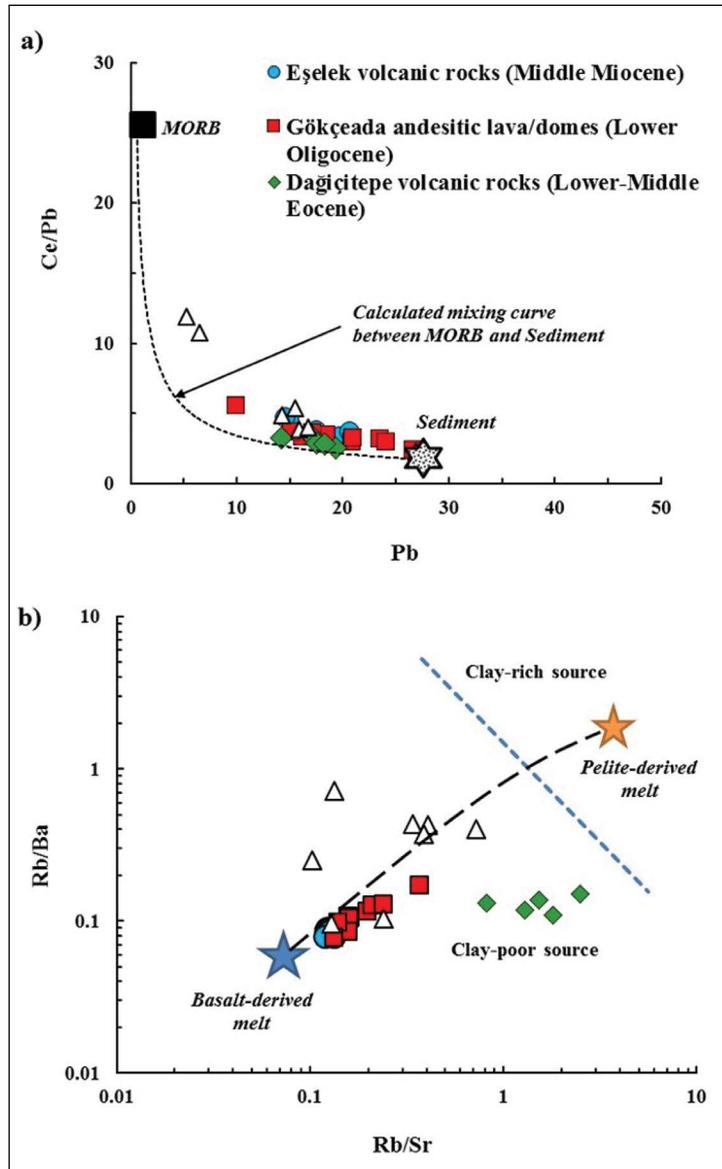 a)
30
20
10
0
Ce/Pb
MORB
Eşelek volcanic rocks (Middle Miocene)
Gökçeada andesitic lava/domes (Lower
Oligocene)
Dağiçitepe volcanic rocks (Lower-Middle
Eocene)
Calculated mixing curve
between MORB and Sediment
Sediment
0 10 20 30 40 50
Pb
b)
10
1
0.1
0.01
Rb/Ba
Clay-rich source
Pelite-derived
melt
Clay-poor source
Basalt-derived
melt
0.01 0.1 1 10
Rb/Sr